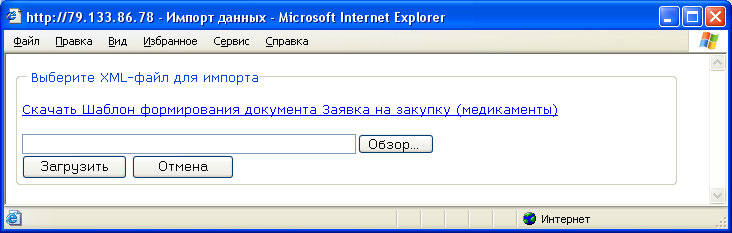 http://79.133.86.78 - Импорт данных - Microsoft Internet Explorer
Файл Правка Вид Избранное Сервис Справка
Выберите XML-файл для импорта
Скачать Шаблон формирования документа Заявка на закупку (медикаменты)
Обзор...
Загрузить Отмена
Интернет